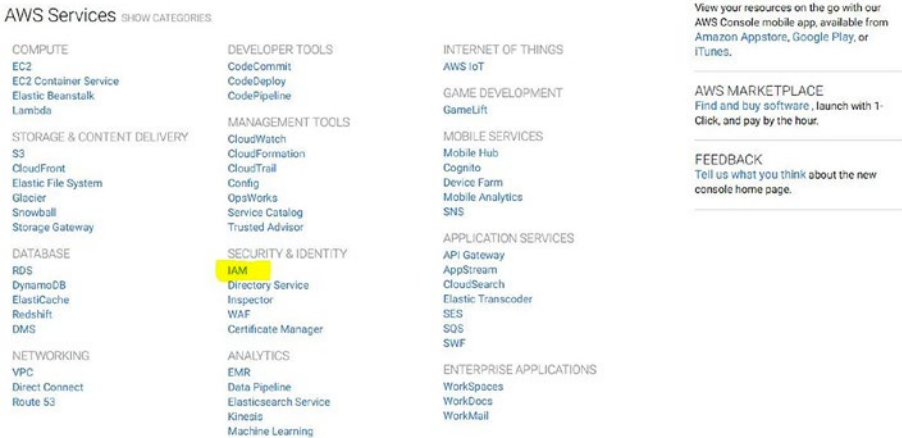 AWS Services SHOW CATEGORIES
COMPUTE
EC2
EC2 Container Service
Elastic Beanstalk
Lambda
STORAGE & CONTENT DELIVERY
S3
CloudFront
Elastic File System
Glacier
Snowball
Storage Gateway
DATABASE
RDS
DynamoDB
ElastiCache
Redshift
DMS
NETWORKING
VPC
Direct Connect
Route 53
DEVELOPER TOOLS
CodeCommit
CodeDeploy
CodePipeline
MANAGEMENT TOOLS
CloudWatch
CloudFormation
CloudTrail
Config
OpsWorks
Service Catalog
Trusted Advisor
SECURITY & IDENTITY
IAM
Directory Service
Inspector
WAF
Certificate Manager
ANALYTICS
EMR
Data Pipeline
Elasticsearch Service
Kinesis
Machine Learning
INTERNET OF THINGS
AWS IoT
GAME DEVELOPMENT
GameLift
MOBILE SERVICES
Mobile Hub
Cognito
Device Farm
Mobile Analytics
SNS
APPLICATION SERVICES
API Gateway
AppStream
CloudSearch
Elastic Transcoder
SES
SQS
SWF
ENTERPRISE APPLICATIONS
WorkSpaces
WorkDocs
WorkMail
View your resources on the go with our
AWS Console mobile app, available from
Amazon Appstore, Google Play, or
iTunes.
AWS MARKETPLACE
Find and buy software , launch with 1-
Click, and pay by the hour.
FEEDBACK
Tell us what you think about the new
console home page.